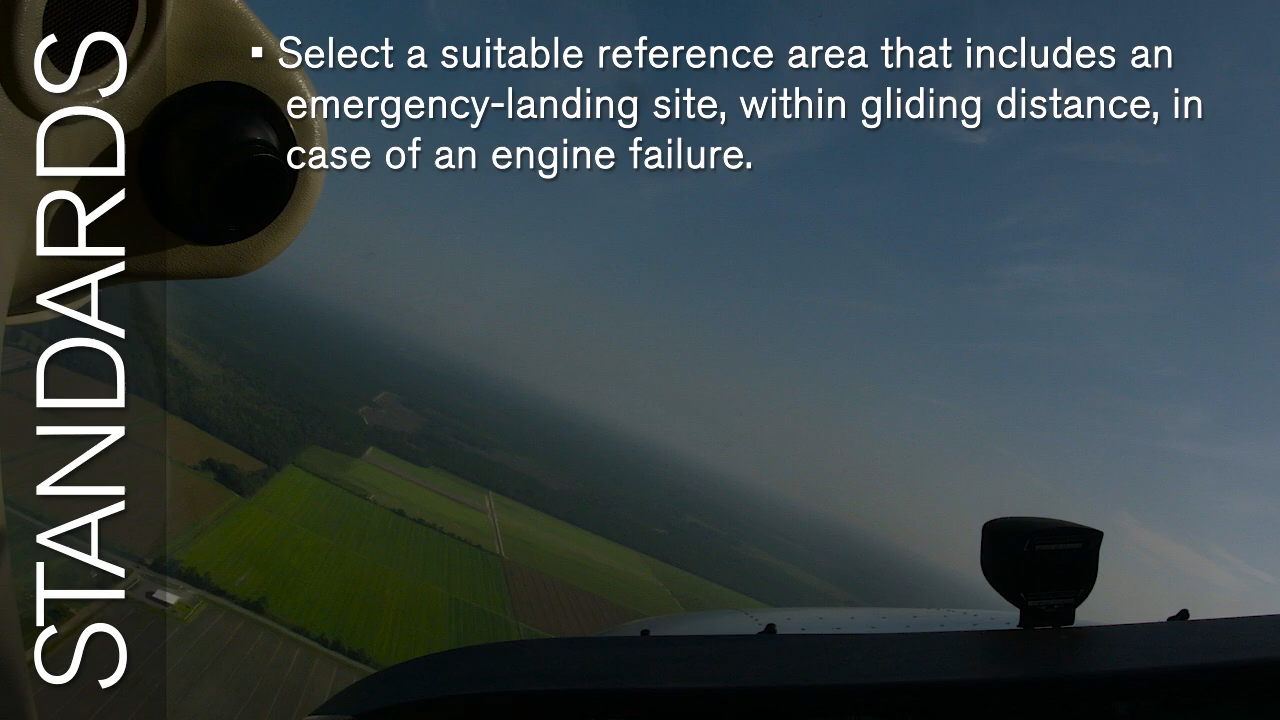 STANDARDS
▪ Select a suitable reference area that includes an
emergency-landing site, within gliding distance, in
case of an engine failure.